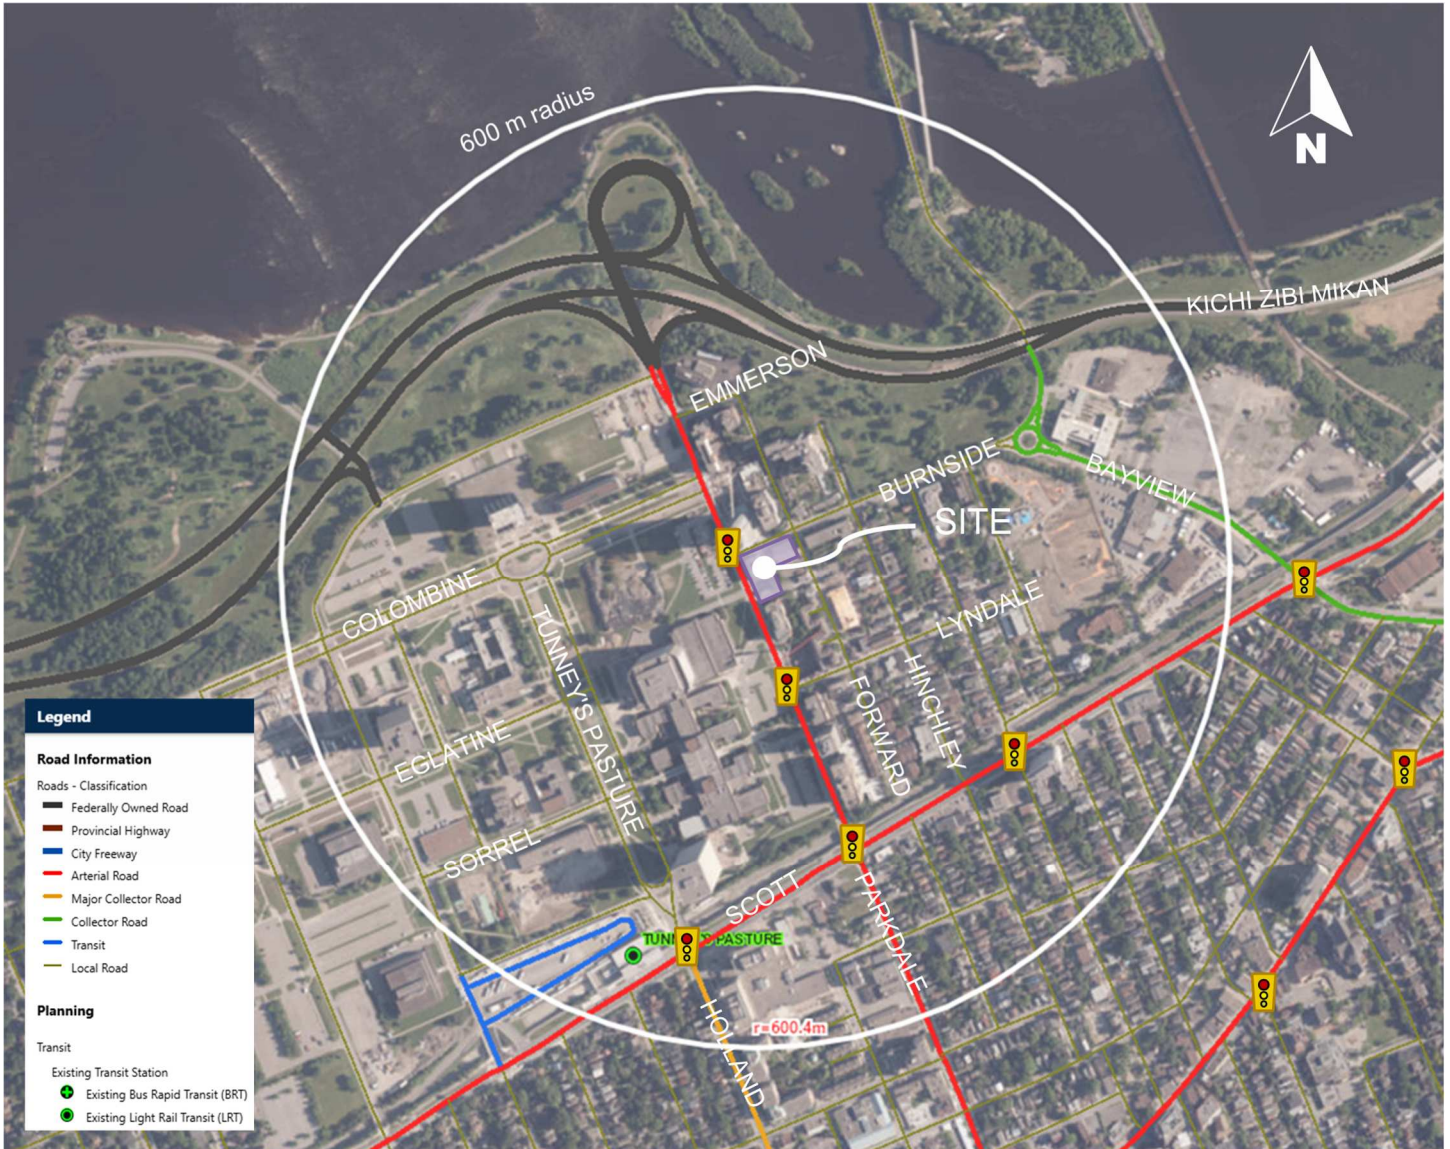 600 m radius
N
KICHI ZIBI MIKAN
EMMERSON
BURNSIDE
BAYVIEW
SITE
COLOMBINE
LYNDALE
TUNNEY'S PASTURE
HINCHLEY
FORWARD
EGLATINE
SORREL
SCOTT
PARKDALE
TUNNEY'S PASTURE
HOLLAND
r=600.4m
Legend
Road Information
Roads - Classification
Federally Owned Road
Provincial Highway
City Freeway
Arterial Road
Major Collector Road
Collector Road
Transit
Local Road
Planning
Transit
Existing Transit Station
Existing Bus Rapid Transit (BRT)
Existing Light Rail Transit (LRT)